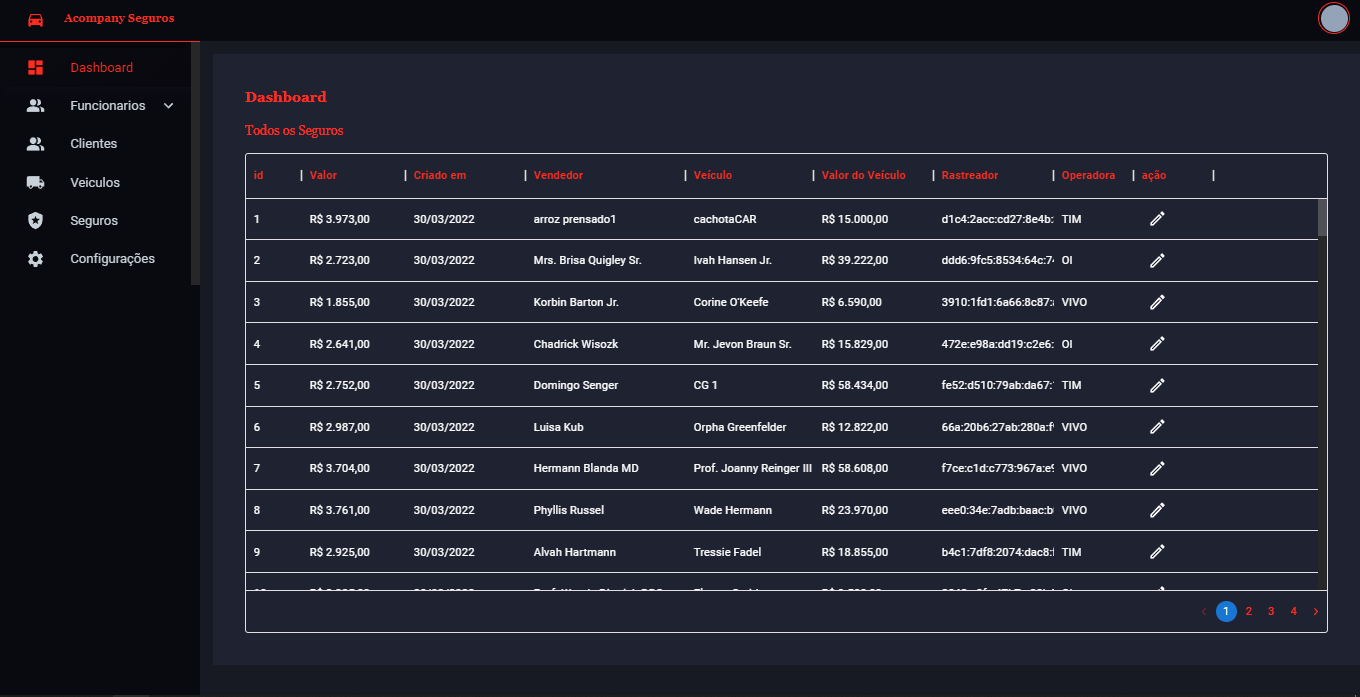 Acompany Seguros
Dashboard
Funcionarios
Clientes
Veiculos
Seguros
Configurações
Dashboard
Todos os Seguros
id Valor Criado em Vendedor Veículo Valor do Veículo Rastreador Operadora ação
1 R$ 3.973,00 30/03/2022 arroz prensado1 cachotaCAR R$ 15.000,00 d1c4:2acc:cd27:8e4b: TIM
2 R$ 2.723,00 30/03/2022 Mrs. Brisa Quigley Sr. Ivah Hansen Jr. R$ 39.222,00 ddd6:9fc5:8534:64c:74 OI
3 R$ 1.855,00 30/03/2022 Korbin Barton Jr. Corine O'Keefe R$ 6.590,00 3910:1fd1:6a66:8c87: VIVO
4 R$ 2.641,00 30/03/2022 Chadrick Wisozk Mr. Jevon Braun Sr. R$ 15.829,00 472e:e98a:dd19:c2e6: OI
5 R$ 2.752,00 30/03/2022 Domingo Senger CG 1 R$ 58.434,00 fe52:d510:79ab:da67: TIM
6 R$ 2.987,00 30/03/2022 Luisa Kub Orpha Greenfelder R$ 12.822,00 66a:20b6:27ab:280a:f VIVO
7 R$ 3.704,00 30/03/2022 Hermann Blanda MD Prof. Joanny Reinger III R$ 58.608,00 f7ce:c1d:c773:967a:e9 VIVO
8 R$ 3.761,00 30/03/2022 Phyllis Russel Wade Hermann R$ 23.970,00 eee0:34e:7adb:baac:b VIVO
9 R$ 2.925,00 30/03/2022 Alvah Hartmann Tressie Fadel R$ 18.855,00 b4c1:7df8:2074:dac8: TIM
1 2 3 4